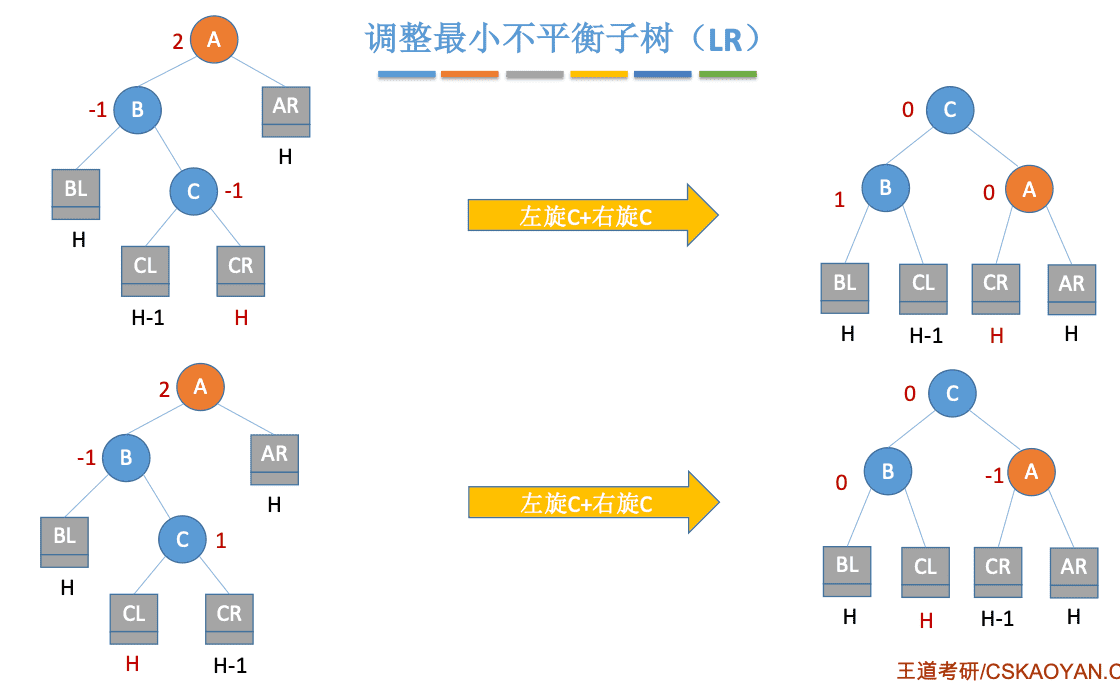 调整最小不平衡子树（LR）
2 A
-1 B AR
H
BL C -1
H
CL CR
H-1 H
左旋C+右旋C
0 C
1 B 0 A
BL CL CR AR
H H-1 H H
2 A
-1 B AR
H
BL C 1
H
CL CR
H H-1
左旋C+右旋C
0 C
0 B -1 A
BL CL CR AR
H H H-1 H
王道考研/CSKAOYAN.C